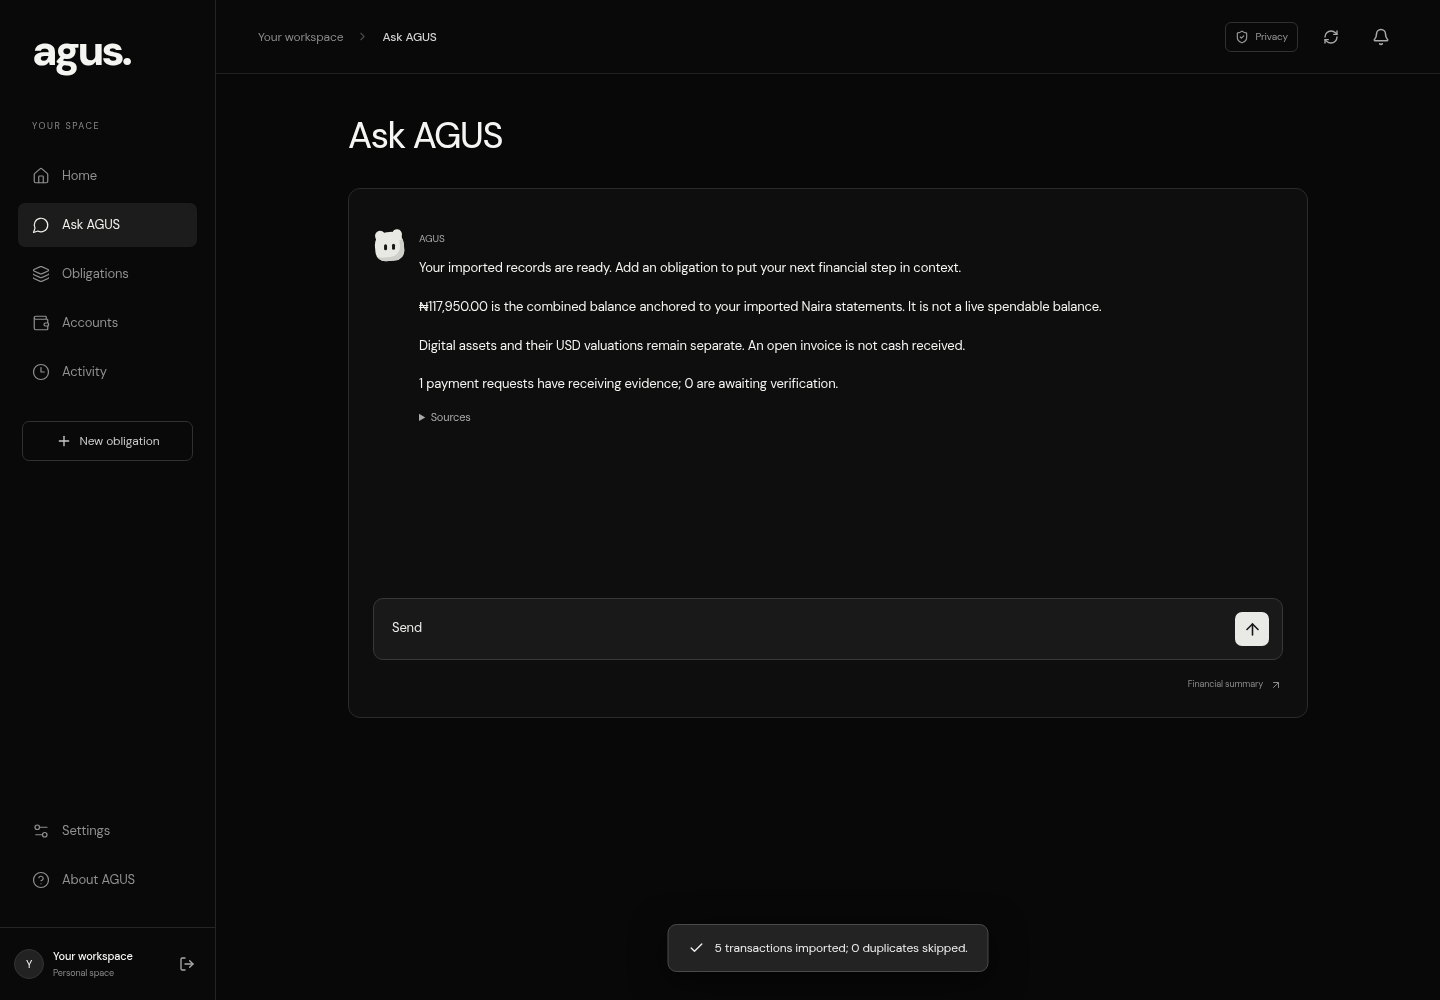 agus.
Your workspace > Ask AGUS
Privacy
YOUR SPACE
Home
Ask AGUS
Obligations
Accounts
Activity
New obligation
Settings
About AGUS
Y
Your workspace
Personal space
Ask AGUS
AGUS
Your imported records are ready. Add an obligation to put your next financial step in context.
₦117,950.00 is the combined balance anchored to your imported Naira statements. It is not a live spendable balance.
Digital assets and their USD valuations remain separate. An open invoice is not cash received.
1 payment requests have receiving evidence; 0 are awaiting verification.
Sources
Send
Financial summary
5 transactions imported; 0 duplicates skipped.